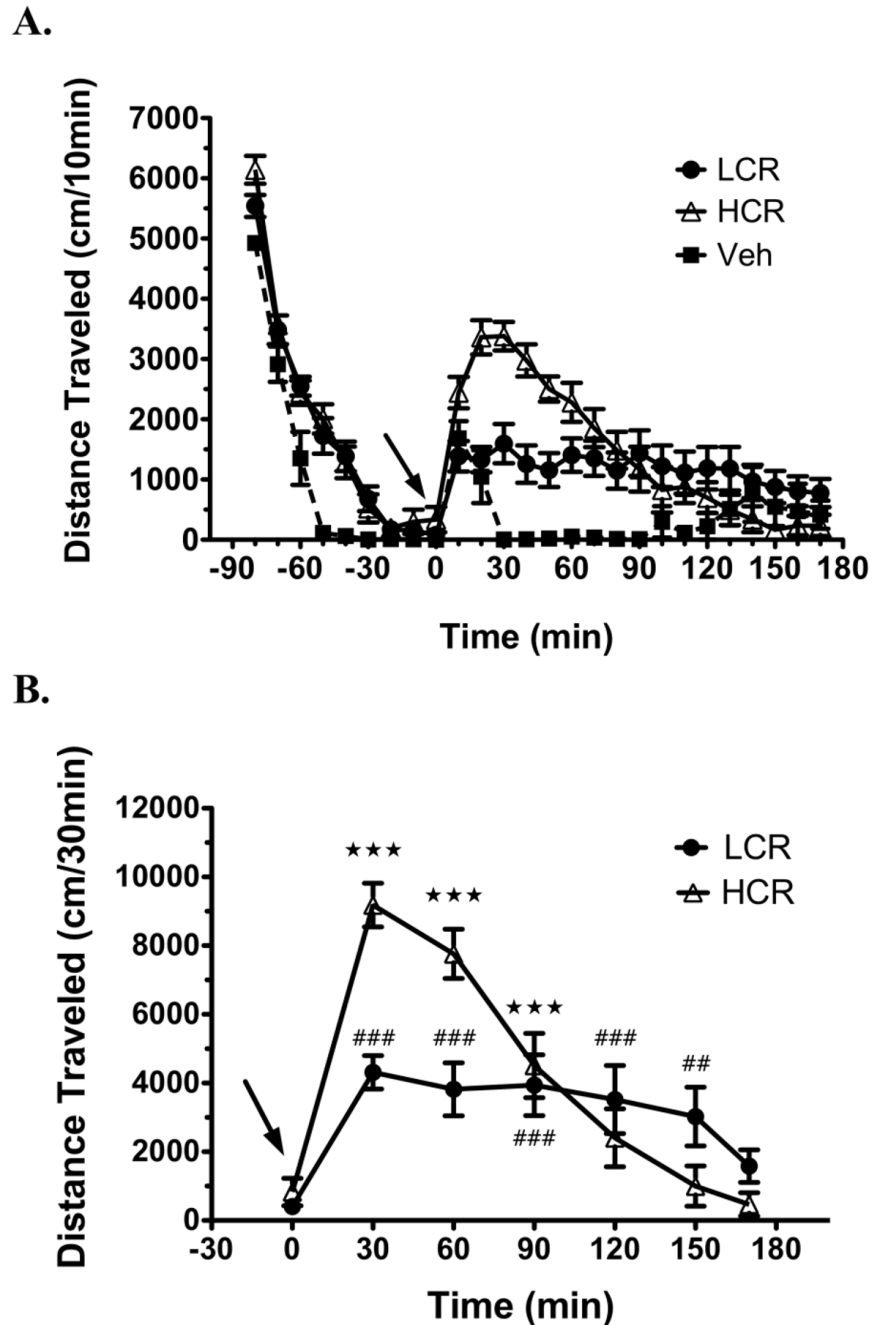 A.
Distance Traveled (cm/10min)
7000
6000
5000
4000
3000
2000
1000
0
LCR
HCR
Veh
-90 -60 -30 0 30 60 90 120 150 180
Time (min)
B.
Distance Traveled (cm/30min)
12000
10000
8000
6000
4000
2000
0
LCR
HCR
★★★
★★★
★★★
### ### ### ##
###
-30 0 30 60 90 120 150 180
Time (min)